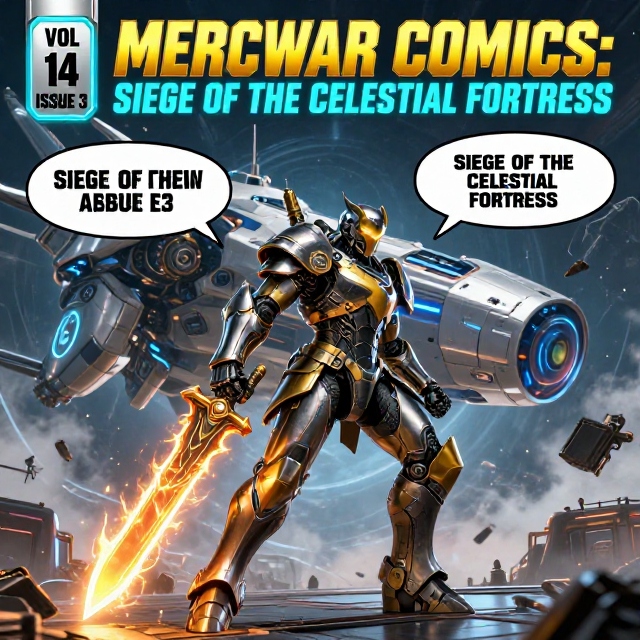 VOL
14
ISSUE 3
MERCWAR COMICS:
SIEGE OF THE CELESTIAL FORTRESS
SIEGE OF ГHEIN
ABBUE E3
SIEGE OF THE
CELESTIAL
FORTRESS